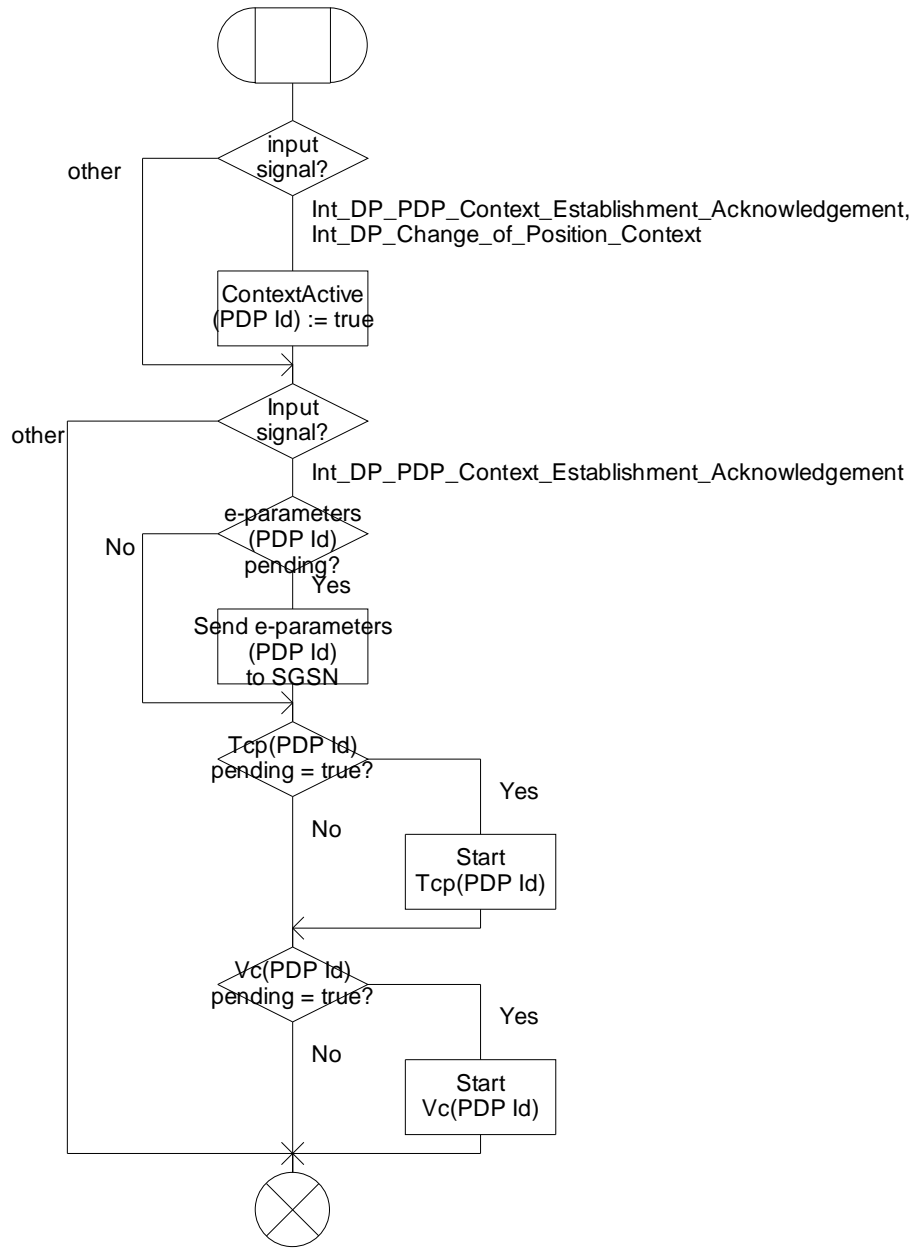 input
signal?
other
Int_DP_PDP_Context_Establishment_Acknowledgement,
Int_DP_Change_of_Position_Context
ContextActive
(PDP Id) := true
Input
signal?
other
Int_DP_PDP_Context_Establishment_Acknowledgement
e-parameters
(PDP Id)
pending?
No
Yes
Send e-parameters
(PDP Id)
to SGSN
Tcp(PDP Id)
pending = true?
Yes
No
Start
Tcp(PDP Id)
Vc(PDP Id)
pending = true?
Yes
No
Start
Vc(PDP Id)